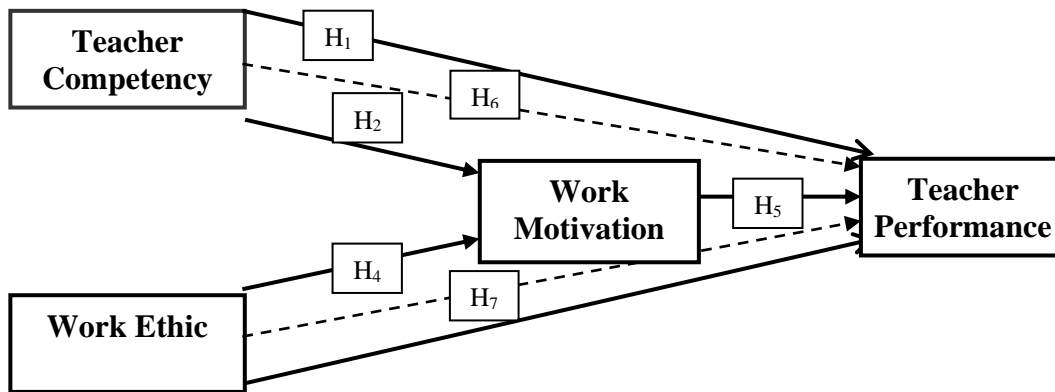 Teacher
Competency
H₁
H₆
H₂
Work
Motivation
H₅
Teacher
Performance
H₄
H₇
Work Ethic